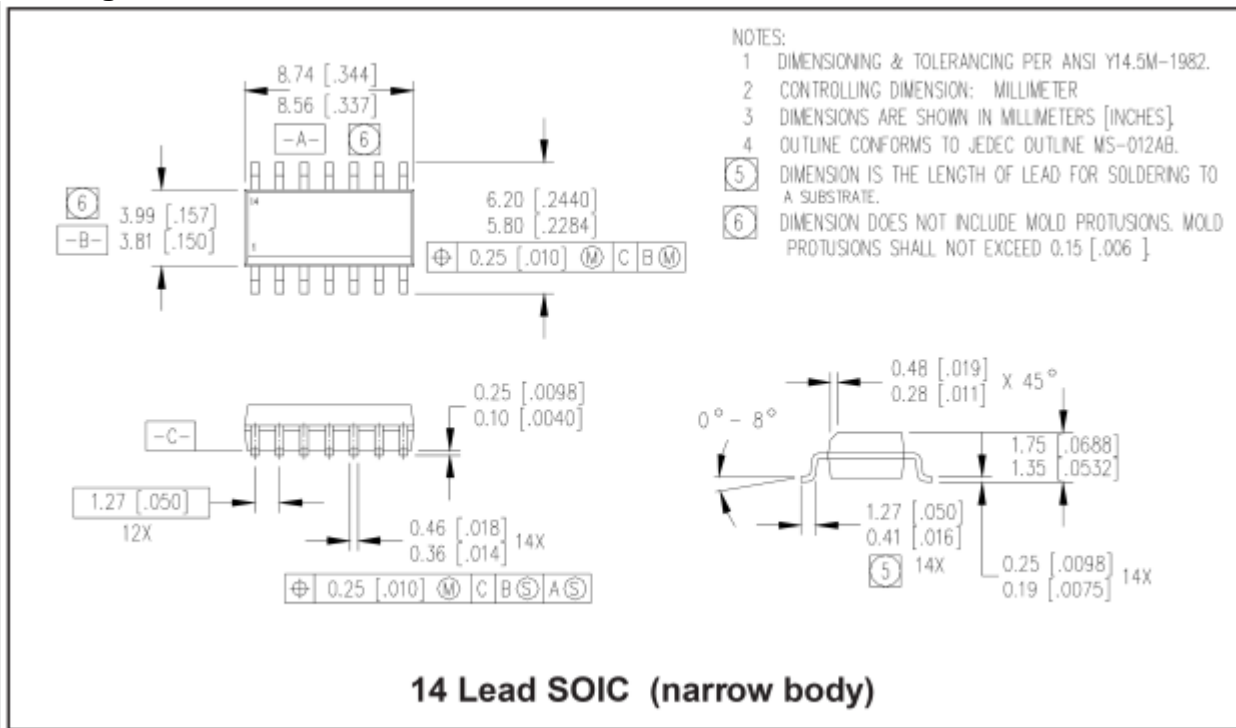 NOTES:
1 DIMENSIONING & TOLERANCING PER ANSI Y14.5M-1982.
2 CONTROLLING DIMENSION: MILLIMETER
3 DIMENSIONS ARE SHOWN IN MILLIMETERS [INCHES].
4 OUTLINE CONFORMS TO JEDEC OUTLINE MS-012AB.
5 DIMENSION IS THE LENGTH OF LEAD FOR SOLDERING TO
A SUBSTRATE.
6 DIMENSION DOES NOT INCLUDE MOLD PROTUSIONS. MOLD
PROTUSIONS SHALL NOT EXCEED 0.15 [.006 ].
8.74 [.344]
8.56 [.337]
-A- 6
6
3.99 [.157]
3.81 [.150]
-B-
14
1
6.20 [.2440]
5.80 [.2284]
⌖ 0.25 [.010] Ⓜ C B Ⓜ
0.25 [.0098]
0.10 [.0040]
-C-
1.27 [.050]
12X
0.46 [.018]
0.36 [.014] 14X
⌖ 0.25 [.010] Ⓜ C B Ⓢ A Ⓢ
0.48 [.019]
0.28 [.011] X 45°
0° - 8°
1.75 [.0688]
1.35 [.0532]
1.27 [.050]
0.41 [.016]
5 14X
0.25 [.0098]
0.19 [.0075] 14X
14 Lead SOIC (narrow body)